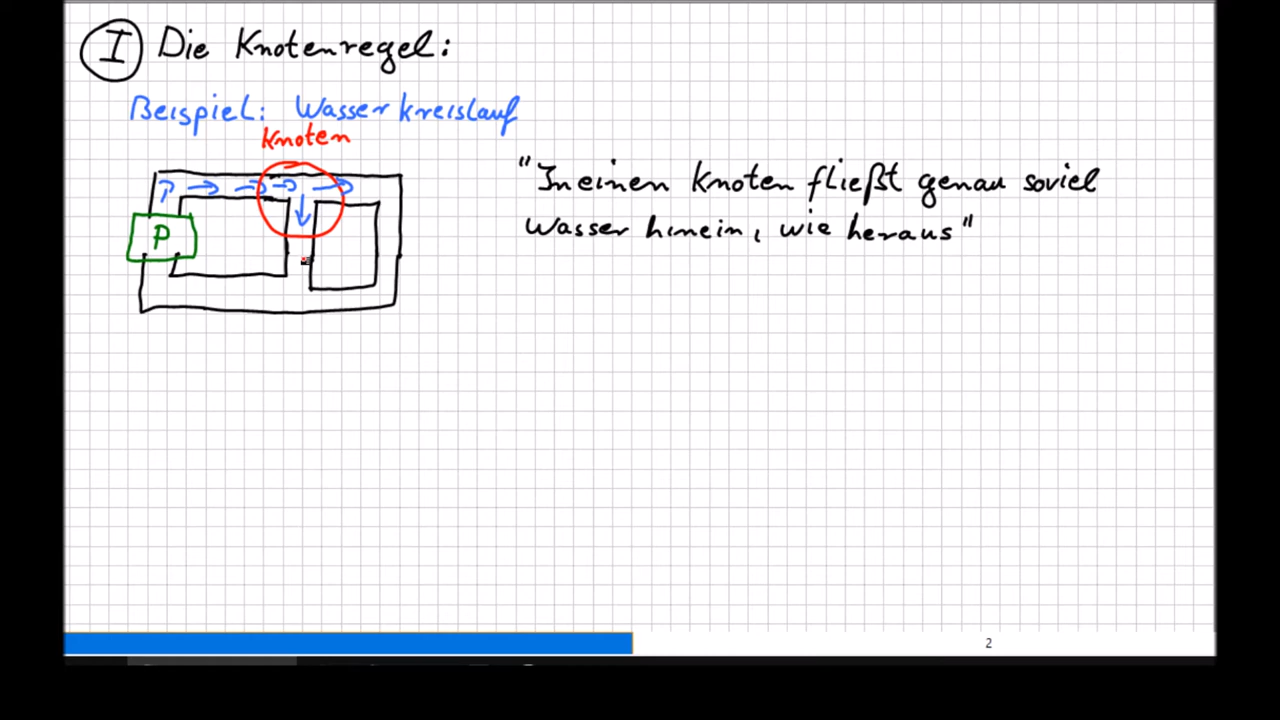 I Die Knotenregel:
Beispiel: Wasserkreislauf
Knoten
P
"In einen Knoten fließt genau soviel
Wasser hinein, wie heraus"
2